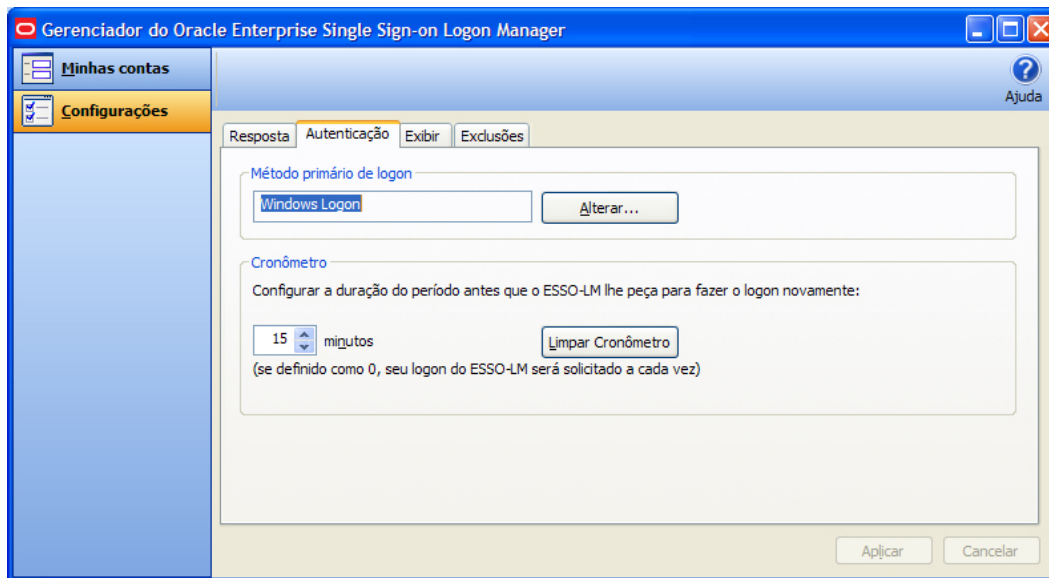 Gerenciador do Oracle Enterprise Single Sign-on Logon Manager
Minhas contas
Configurações
Ajuda
Resposta Autenticação Exibir Exclusões
Método primário de logon
Windows Logon Alterar...
Cronômetro
Configurar a duração do período antes que o ESSO-LM lhe peça para fazer o logon novamente:
15 minutos Limpar Cronômetro
(se definido como 0, seu logon do ESSO-LM será solicitado a cada vez)
Aplicar Cancelar